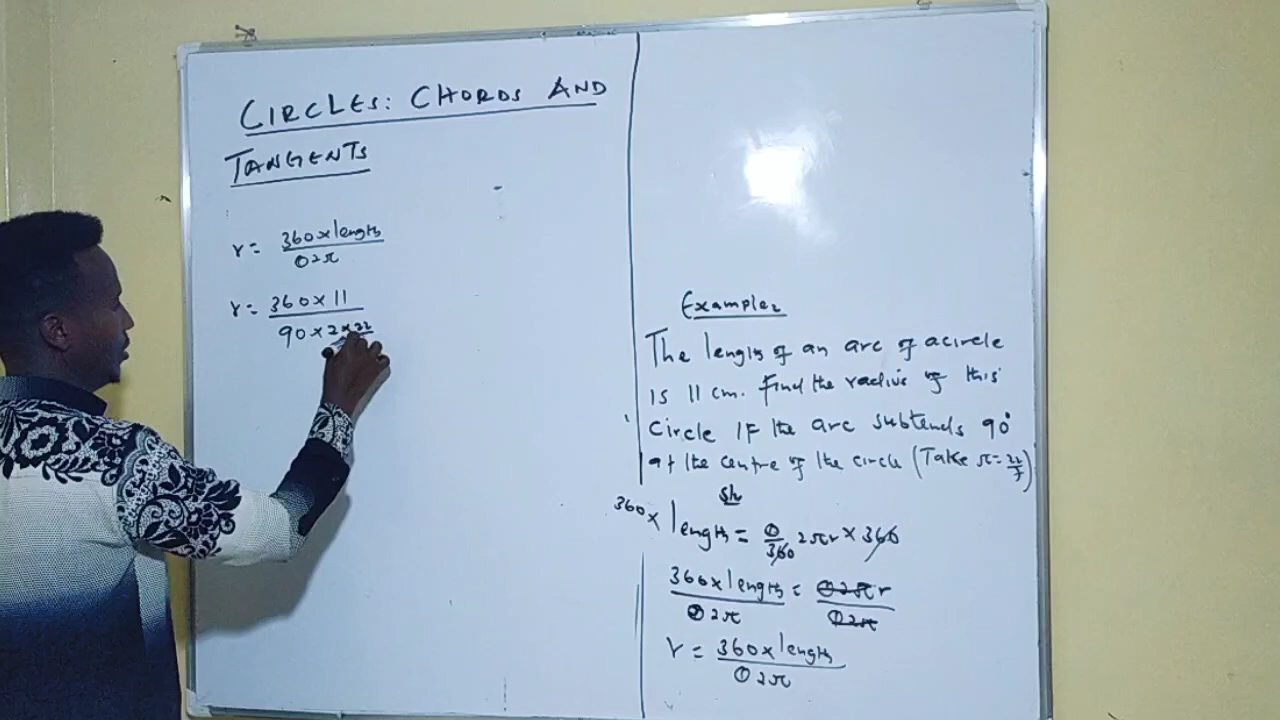 CIRCLES: CHORDS AND
TANGENTS
r = 360 x length
θ2π
r = 360 x 11
90 x 2 x 22
Example2
The length of an arc of a circle
is 11 cm. Find the radius of this
circle if the arc subtends 90°
at the centre of the circle (Take π = 22/7)
Sln
360 x length = θ/360 2πr x 360
360 x length = θ2πr
θ2π θ2π
r = 360 x length
θ2π